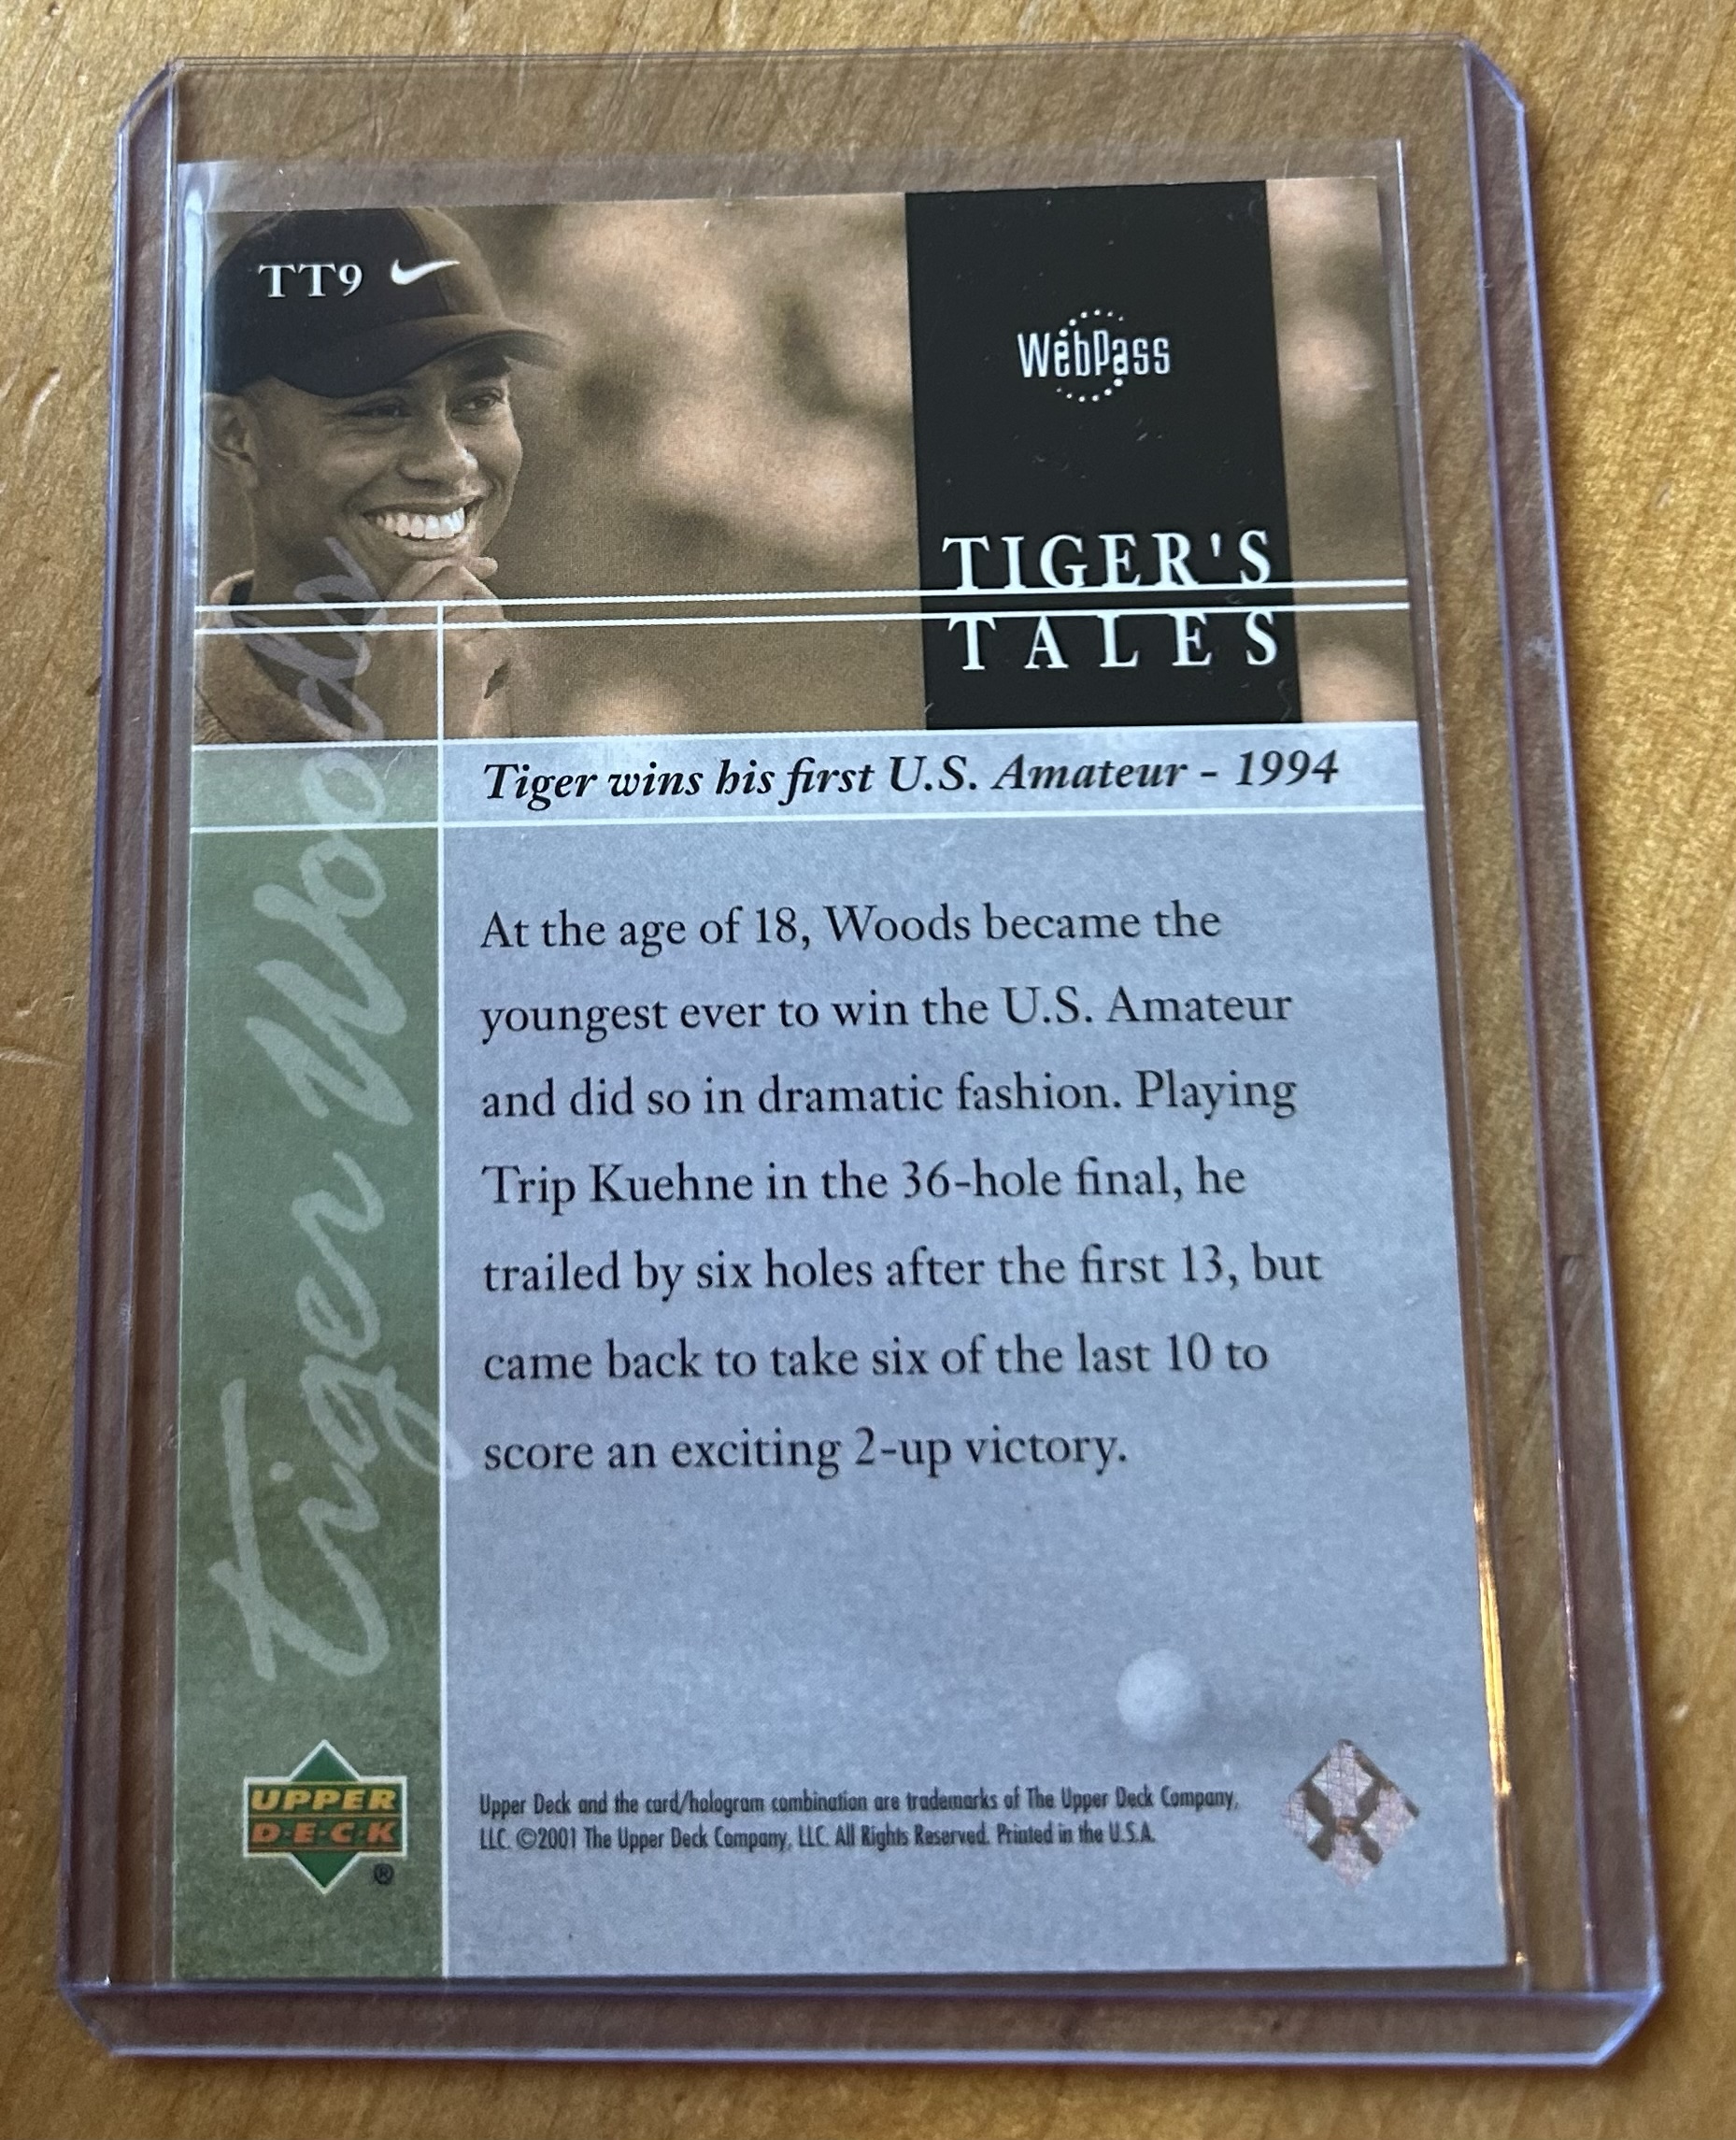 TT9
WebPass
TIGER'S
TALES
Tiger wins his first U.S. Amateur - 1994
Tiger Woods
At the age of 18, Woods became the
youngest ever to win the U.S. Amateur
and did so in dramatic fashion. Playing
Trip Kuehne in the 36-hole final, he
trailed by six holes after the first 13, but
came back to take six of the last 10 to
score an exciting 2-up victory.
UPPER
D·E·C·K
®
Upper Deck and the card/hologram combination are trademarks of The Upper Deck Company,
LLC. ©2001 The Upper Deck Company, LLC. All Rights Reserved. Printed in the U.S.A.